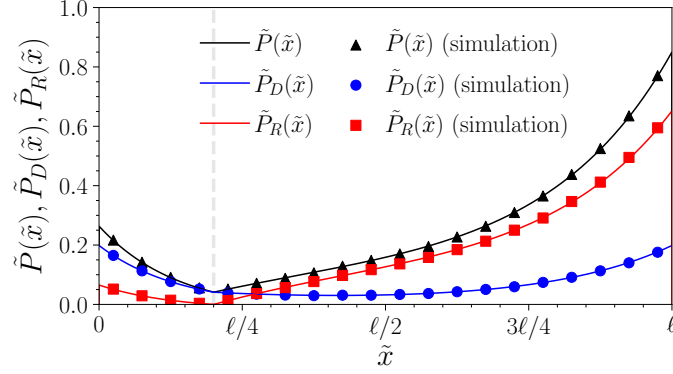 P̃(x̃), P̃_D(x̃), P̃_R(x̃)
1.0
0.8
0.6
0.4
0.2
0.0
P̃(x̃) P̃(x̃) (simulation)
P̃_D(x̃) P̃_D(x̃) (simulation)
P̃_R(x̃) P̃_R(x̃) (simulation)
0 ℓ/4 ℓ/2 3ℓ/4 ℓ
x̃